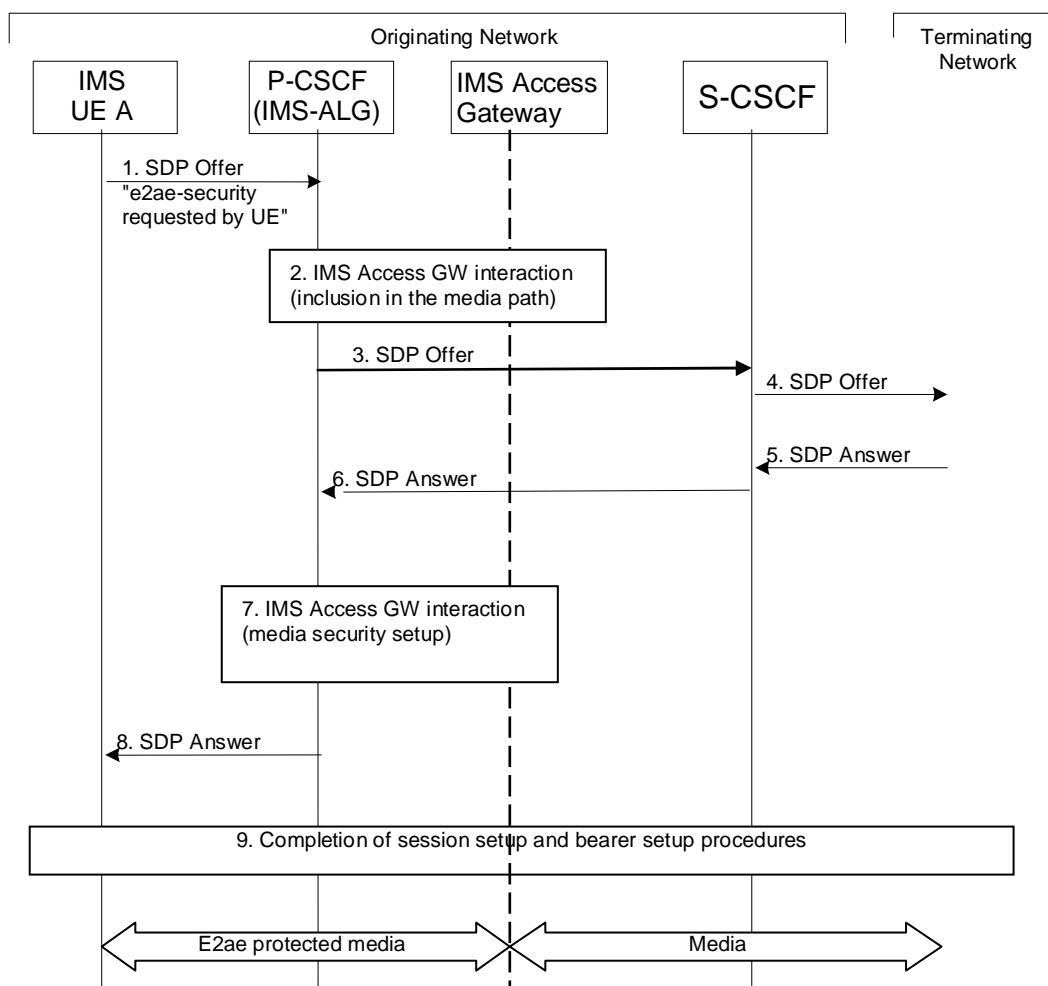 Originating Network
Terminating
Network
IMS
UE A
P-CSCF
(IMS-ALG)
IMS Access
Gateway
S-CSCF
1. SDP Offer
"e2ae-security
requested by UE"
2. IMS Access GW interaction
(inclusion in the media path)
3. SDP Offer
4. SDP Offer
5. SDP Answer
6. SDP Answer
7. IMS Access GW interaction
(media security setup)
8. SDP Answer
9. Completion of session setup and bearer setup procedures
E2ae protected media
Media